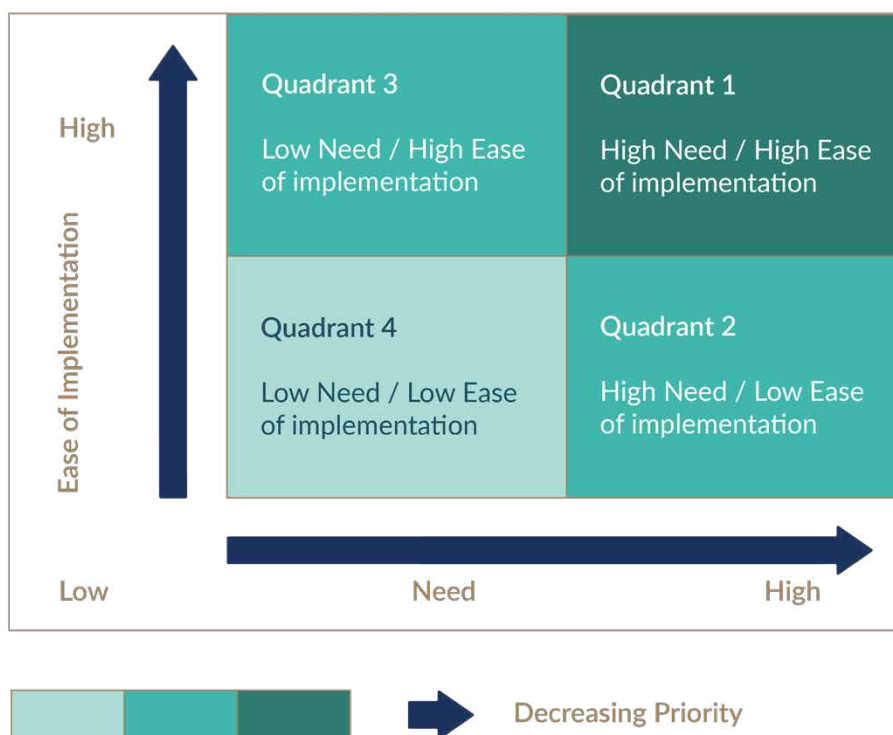 Quadrant 3
Low Need / High Ease
of implementation
Quadrant 1
High Need / High Ease
of implementation
High
Ease of Implementation
Quadrant 4
Low Need / Low Ease
of implementation
Quadrant 2
High Need / Low Ease
of implementation
Low
Need
High
Decreasing Priority